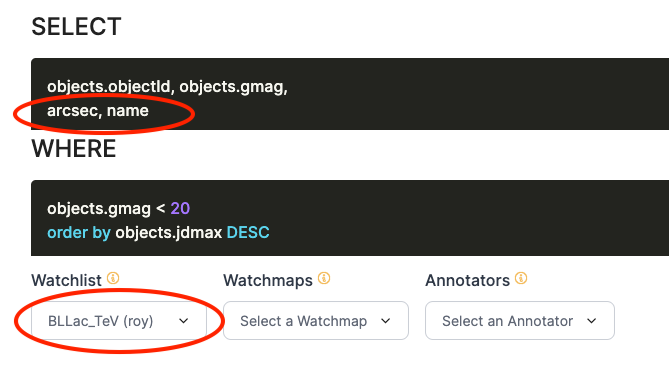 SELECT
objects.objectId, objects.gmag,
arcsec, name
WHERE
objects.gmag < 20
order by objects.jdmax DESC
Watchlist Watchmaps Annotators
BLLac_TeV (roy) Select a Watchmap Select an Annotator